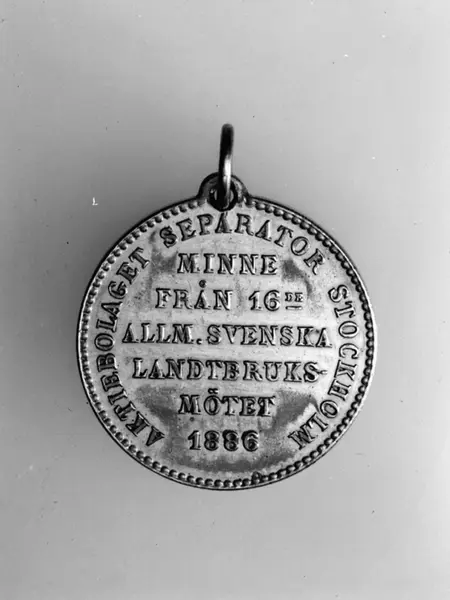 AKTIEBOLAGET SEPARATOR STOCKHOLM
MINNE
FRÅN 16DE
ALLM. SVENSKA
LANDTBRUKS-
MÖTET
1886